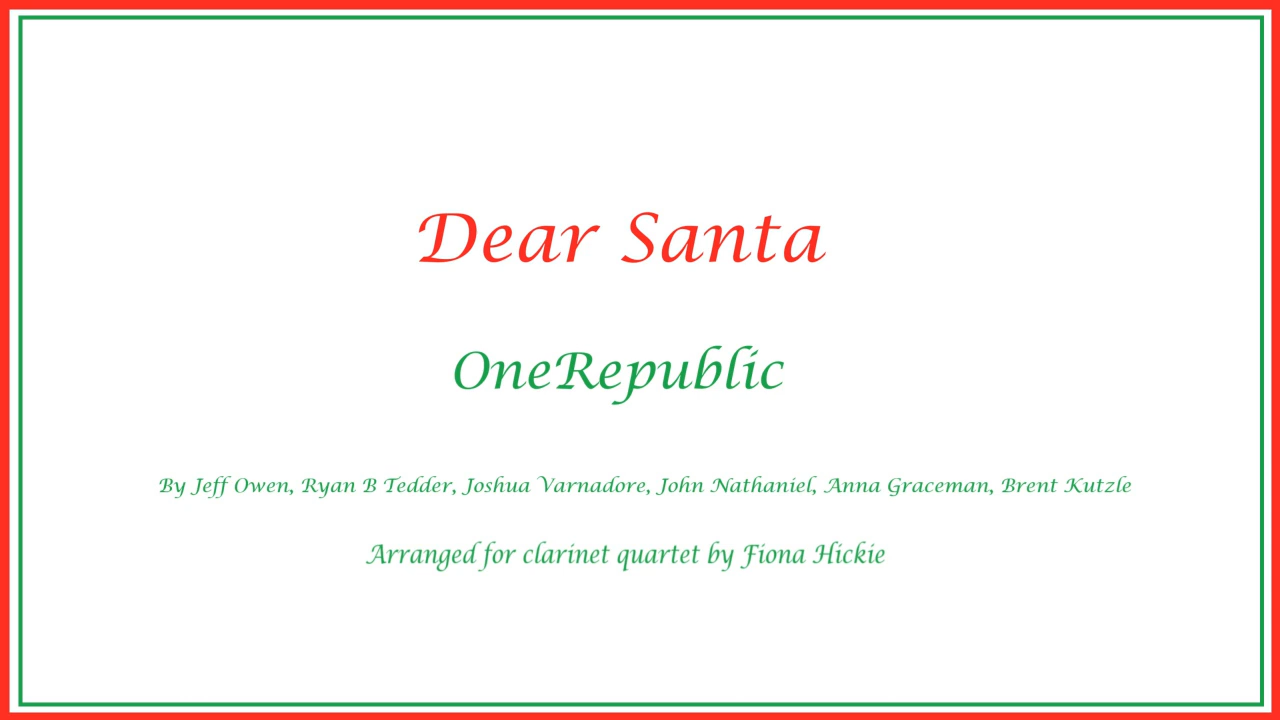 Dear Santa
OneRepublic
By Jeff Owen, Ryan B Tedder, Joshua Varnadore, John Nathaniel, Anna Graceman, Brent Kutzle
Arranged for clarinet quartet by Fiona Hickie